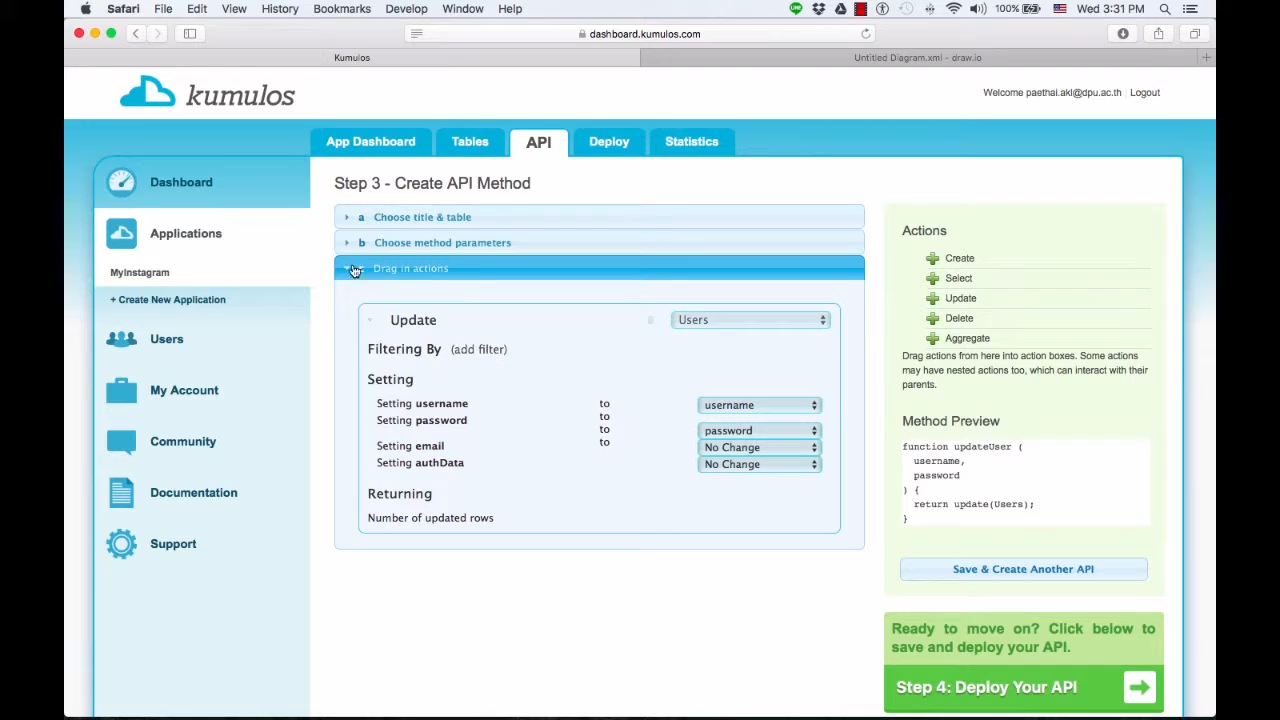 Safari File Edit View History Bookmarks Develop Window Help 100% Wed 3:31 PM
dashboard.kumulos.com
Kumulos Untitled Diagram.xml - draw.io
kumulos
Welcome paethai.akl@dpu.ac.th Logout
App Dashboard Tables API Deploy Statistics
Dashboard
Applications
MyInstagram
+ Create New Application
Users
My Account
Community
Documentation
Support
Step 3 - Create API Method
a Choose title & table
b Choose method parameters
Drag in actions
Update Users
Filtering By (add filter)
Setting
Setting username to username
Setting password to password
Setting email to No Change
Setting authData to No Change
Returning
Number of updated rows
Actions
Create
Select
Update
Delete
Aggregate
Drag actions from here into action boxes. Some actions
may have nested actions too, which can interact with their
parents.
Method Preview
function updateUser (
username,
password
) {
return update(Users);
}
Save & Create Another API
Ready to move on? Click below to
save and deploy your API.
Step 4: Deploy Your API